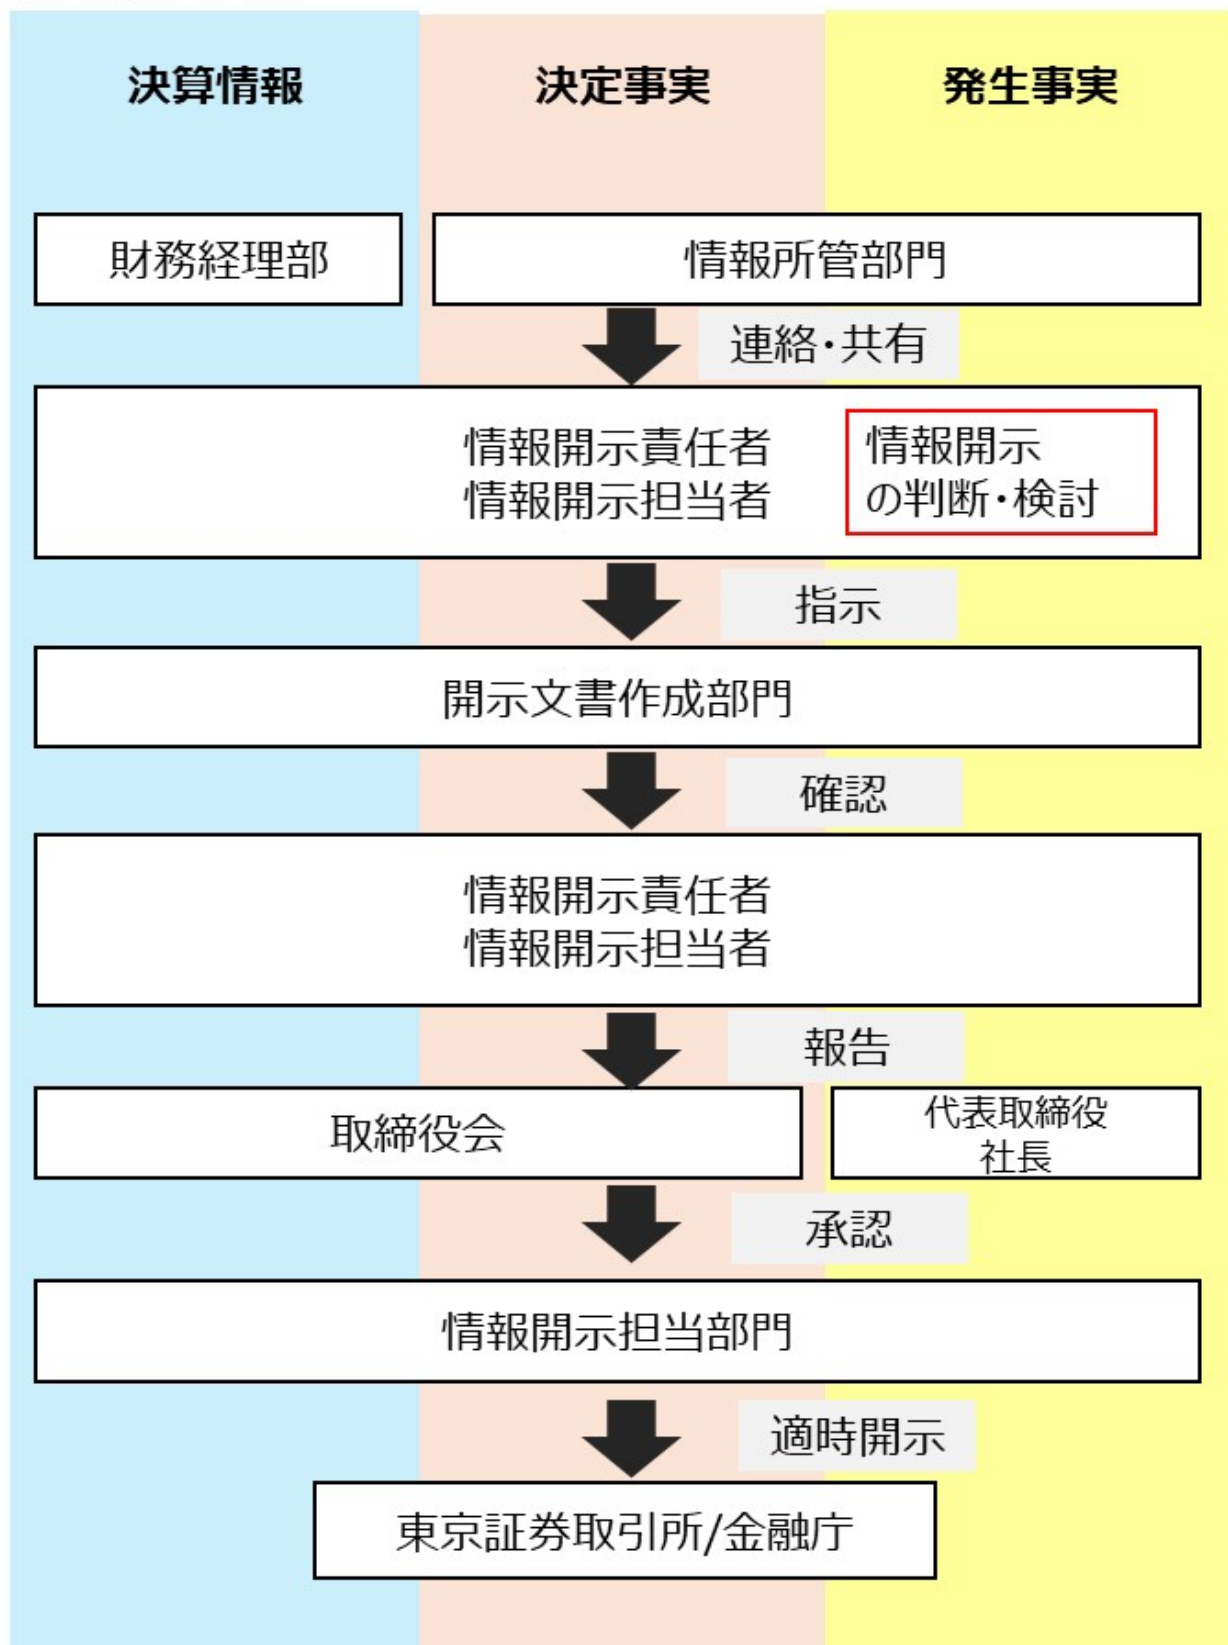 決算情報
決定事実
発生事実
財務経理部
情報所管部門
連絡・共有
情報開示責任者
情報開示担当者
情報開示
の判断・検討
指示
開示文書作成部門
確認
情報開示責任者
情報開示担当者
報告
取締役会
代表取締役
社長
承認
情報開示担当部門
適時開示
東京証券取引所/金融庁